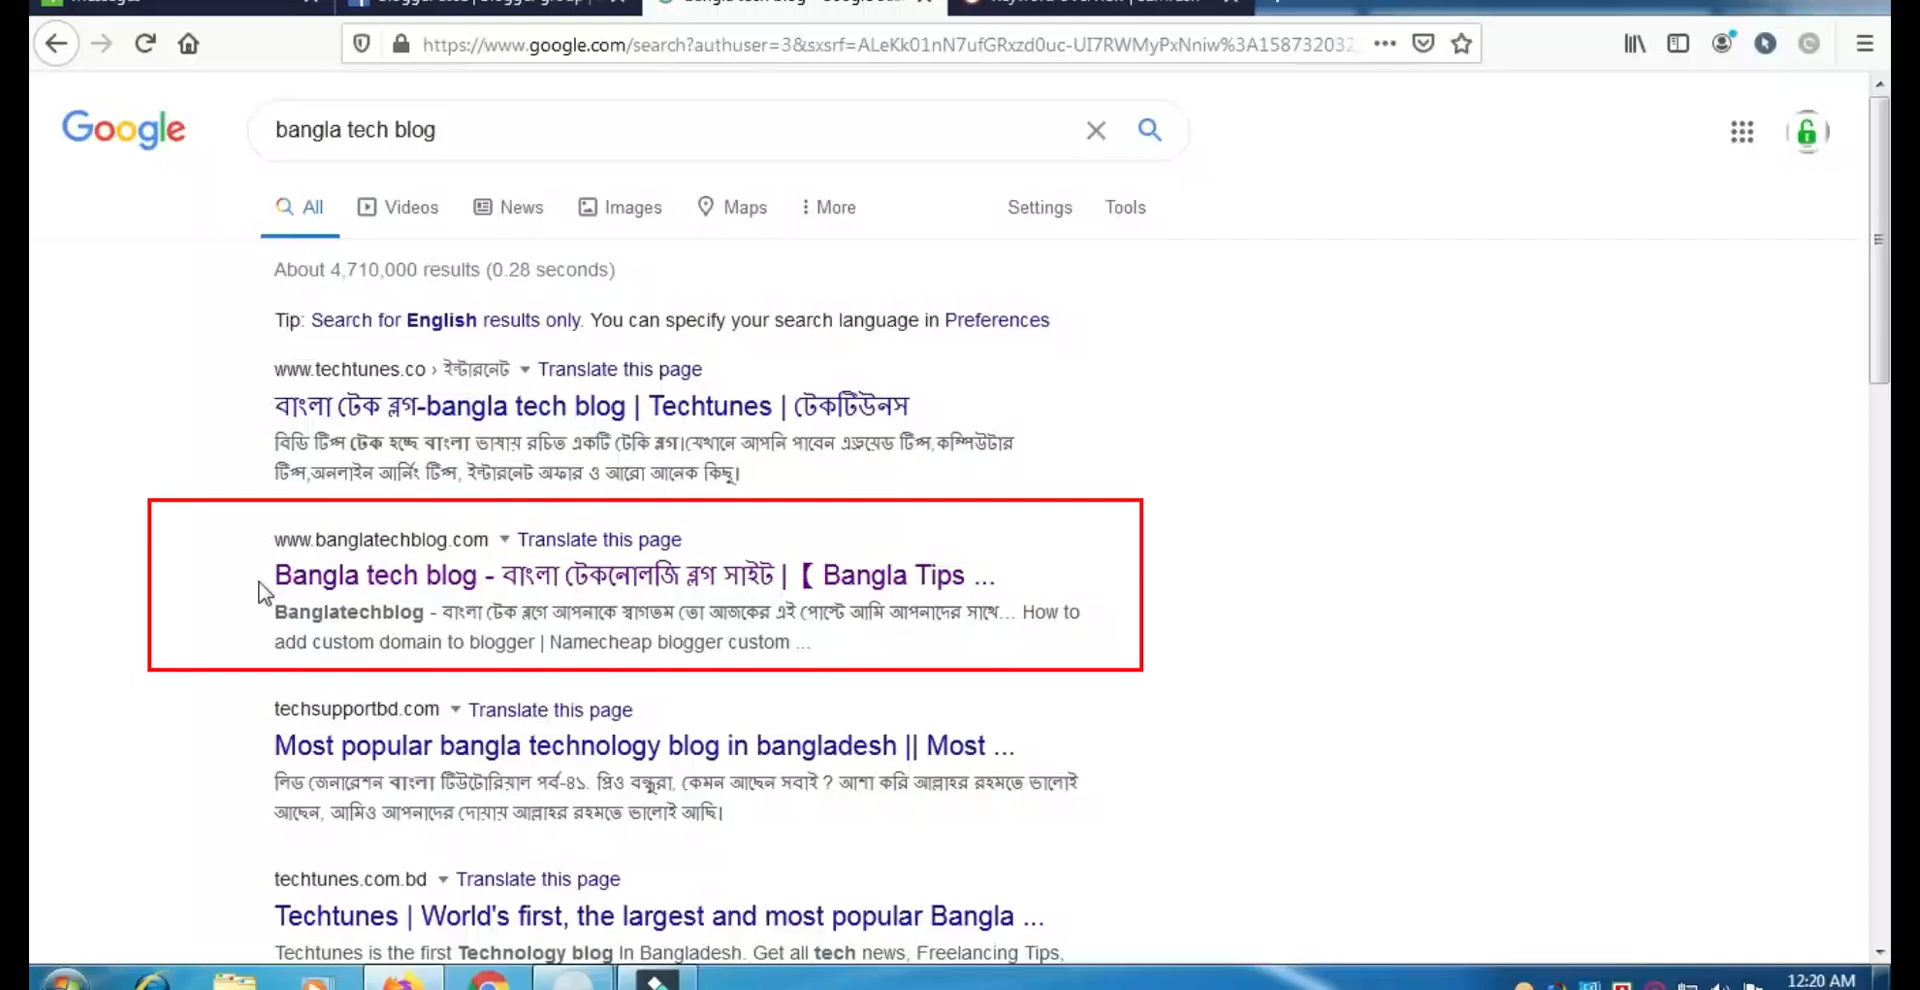 https://www.google.com/search?authuser=3&sxsrf=ALeKk01nN7ufGRxzd0uc-UI7RWMyPxNniw%3A158732032
Google
bangla tech blog
All Videos News Images Maps More Settings Tools
About 4,710,000 results (0.28 seconds)
Tip: Search for English results only. You can specify your search language in Preferences
www.techtunes.co › ইন্টারনেট Translate this page
বাংলা টেক ব্লগ-bangla tech blog | Techtunes | টেকটিউনস
বিডি টিপ্স টেক হচ্ছে বাংলা ভাষায় রচিত একটি টেকি ব্লগ।যেখানে আপনি পাবেন এন্ড্রয়েড টিপ্স,কম্পিউটার
টিপ্স,অনলাইন আর্নিং টিপ্স, ইন্টারনেট অফার ও আরো আনেক কিছু।
www.banglatechblog.com Translate this page
Bangla tech blog - বাংলা টেকনোলজি ব্লগ সাইট |【 Bangla Tips ...
Banglatechblog - বাংলা টেক ব্লগে আপনাকে স্বাগতম তো আজকের এই পোস্টে আমি আপনাদের সাথে... How to
add custom domain to blogger | Namecheap blogger custom ...
techsupportbd.com Translate this page
Most popular bangla technology blog in bangladesh || Most ...
লিড জেনারেশন বাংলা টিউটোরিয়াল পর্ব-৪১. প্রিও বন্ধুরা, কেমন আছেন সবাই ? আশা করি আল্লাহর রহমতে ভালোই
আছেন, আমিও আপনাদের দোয়ায় আল্লাহর রহমতে ভালোই আছি।
techtunes.com.bd Translate this page
Techtunes | World's first, the largest and most popular Bangla ...
Techtunes is the first Technology blog In Bangladesh. Get all tech news, Freelancing Tips,
12:20 AM